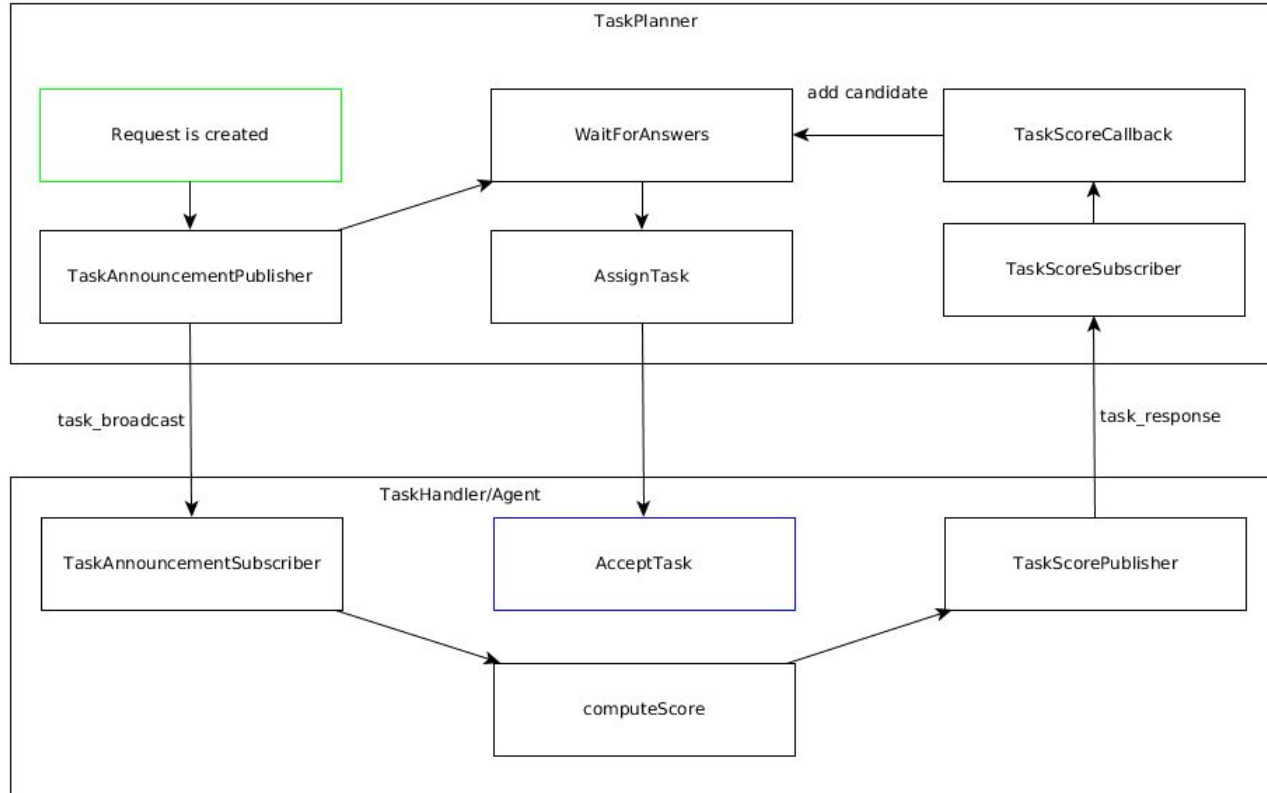 TaskPlanner
add candidate
Request is created
WaitForAnswers
TaskScoreCallback
TaskAnnouncementPublisher
AssignTask
TaskScoreSubscriber
task_broadcast
task_response
TaskHandler/Agent
TaskAnnouncementSubscriber
AcceptTask
TaskScorePublisher
computeScore